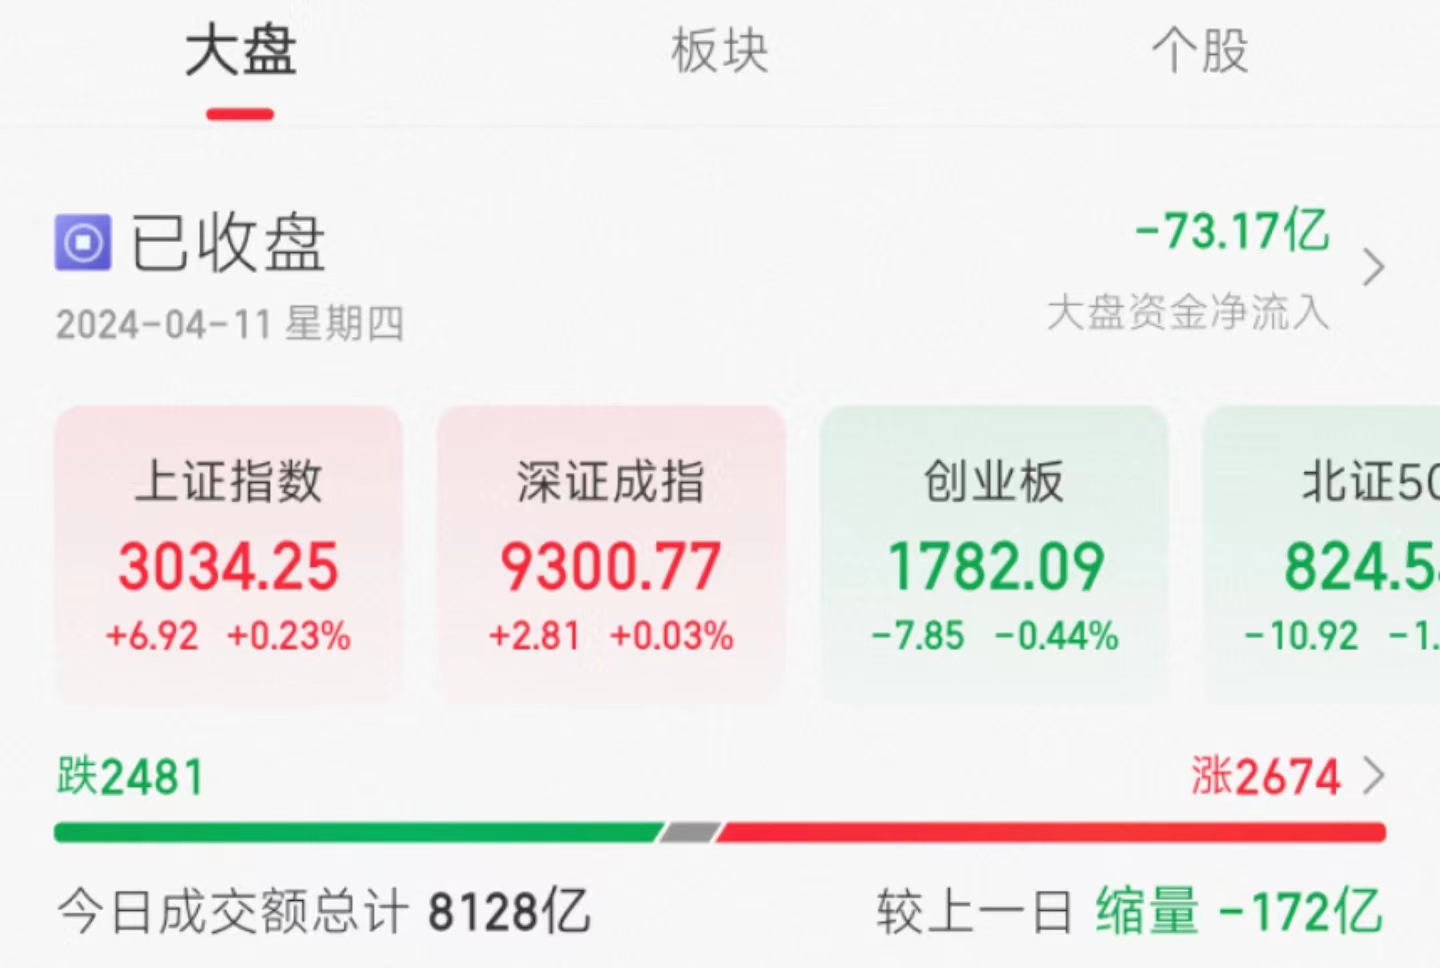 大盘 板块 个股
已收盘 -73.17亿
2024-04-11 星期四 大盘资金净流入
上证指数 深证成指 创业板 北证50
3034.25 9300.77 1782.09 824.5
+6.92 +0.23% +2.81 +0.03% -7.85 -0.44% -10.92 -1.
跌2481 涨2674
今日成交额总计 8128亿 较上一日 缩量 -172亿